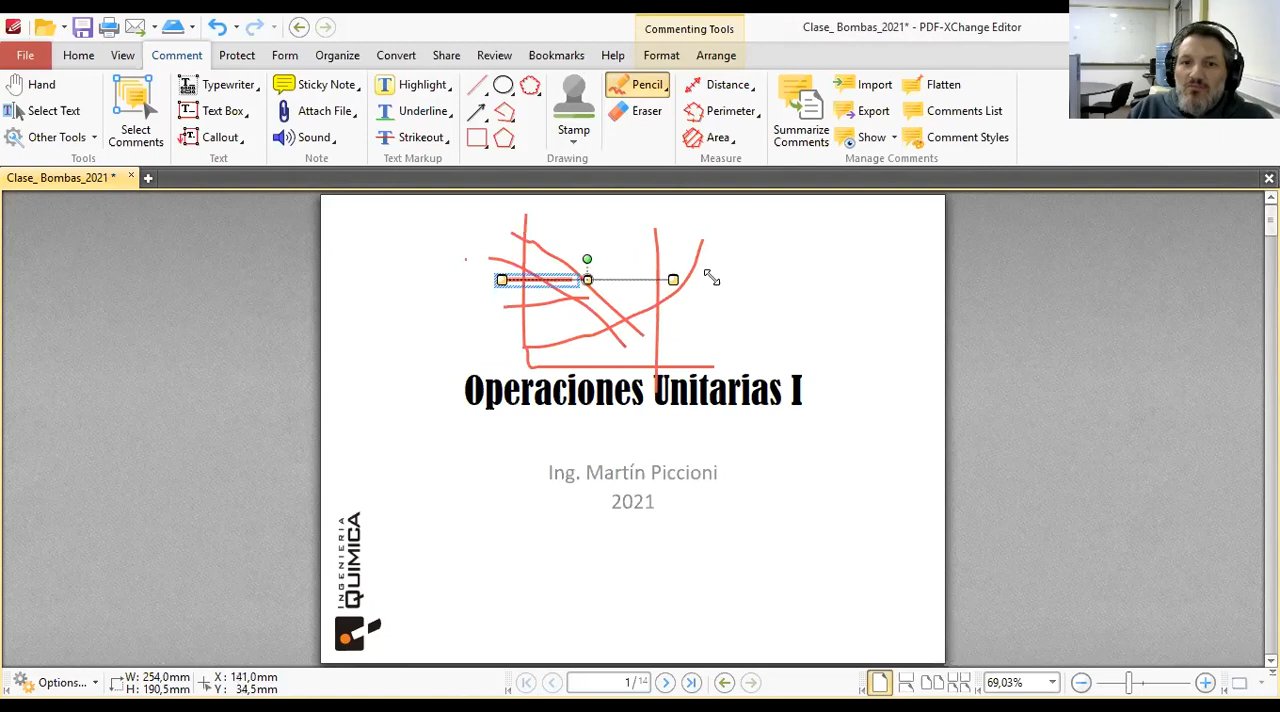 Commenting Tools
Clase_ Bombas_2021* - PDF-XChange Editor
File Home View Comment Protect Form Organize Convert Share Review Bookmarks Help Format Arrange
Hand
Select Text
Other Tools
Select Comments
Tools
Typewriter
Text Box
Callout
Text
Sticky Note
Attach File
Sound
Note
Highlight
Underline
Strikeout
Text Markup
Stamp
Pencil
Eraser
Drawing
Distance
Perimeter
Area
Measure
Summarize Comments
Import
Export
Show
Flatten
Comments List
Comment Styles
Manage Comments
Clase_ Bombas_2021 *
Operaciones Unitarias I
Ing. Martín Piccioni
2021
INGENIERIA
QUIMICA
Options...
W: 254,0mm
H: 190,5mm
X: 141,0mm
Y: 34,5mm
1/14
69,03%